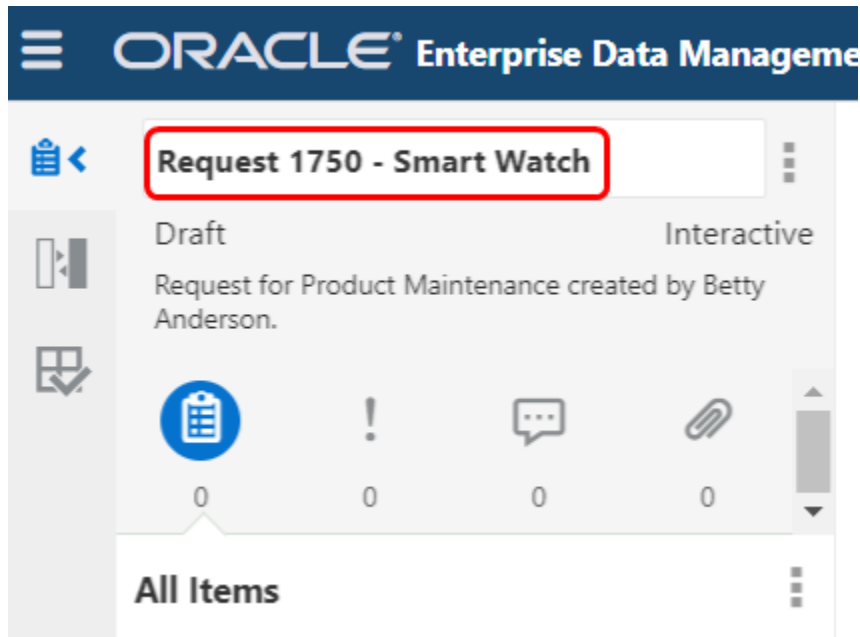 ORACLE® Enterprise Data Manageme
Request 1750 - Smart Watch
Draft Interactive
Request for Product Maintenance created by Betty
Anderson.
0 0 0 0
All Items